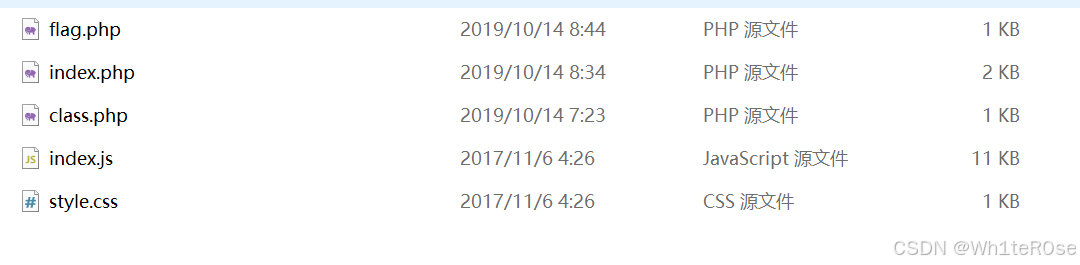 flag.php 2019/10/14 8:44 PHP 源文件 1 KB
index.php 2019/10/14 8:34 PHP 源文件 2 KB
class.php 2019/10/14 7:23 PHP 源文件 1 KB
JS index.js 2017/11/6 4:26 JavaScript 源文件 11 KB
# style.css 2017/11/6 4:26 CSS 源文件 1 KB
CSDN @Wh1teR0se